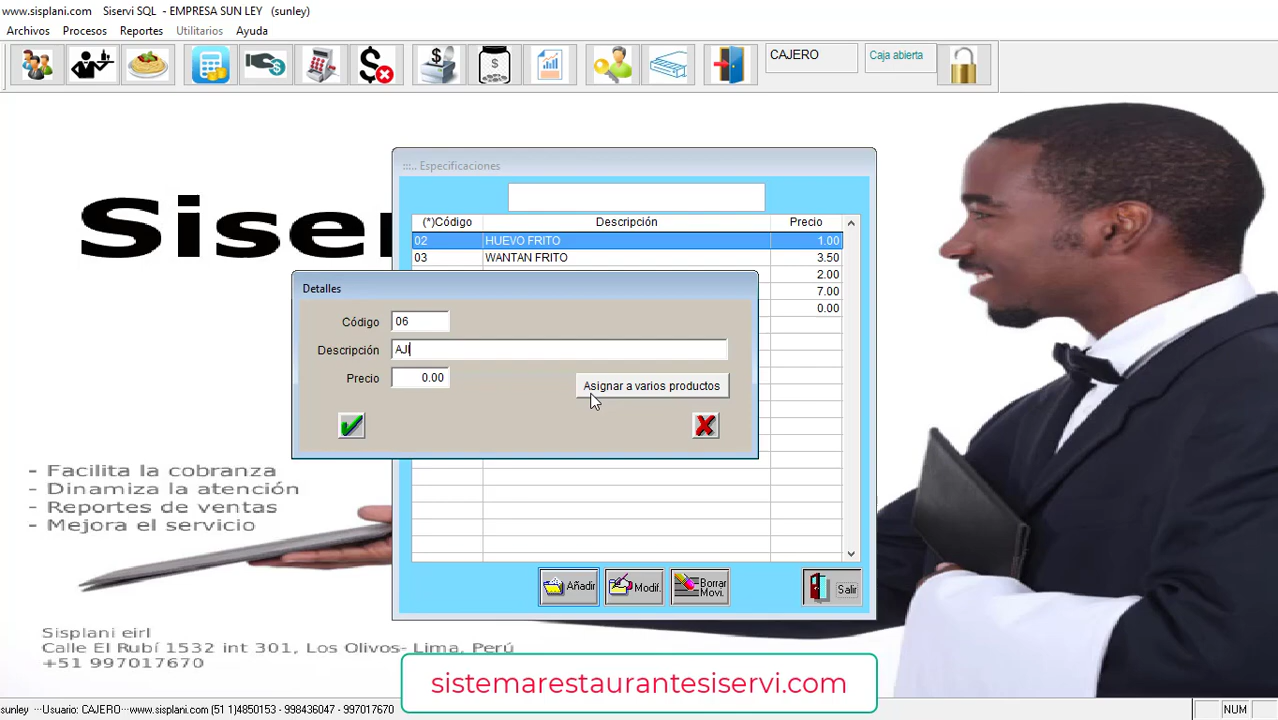 www.sisplani.com    Siservi SQL  - EMPRESA SUN LEY  (sunley)
Archivos  Procesos  Reportes  Utilitarios  Ayuda
CAJERO
Caja abierta
:::.. Especificaciones
(*)Código  Descripción  Precio
02  HUEVO FRITO  1.00
03  WANTAN FRITO  3.50
2.00
7.00
0.00
Detalles
Código  06
Descripción  AJI
Precio  0.00
Asignar a varios productos
Añadir  Modif.  Borrar Movi.  Salir
Siser
- Facilita la cobranza
- Dinamiza la atención
- Reportes de ventas
- Mejora el servicio
Sisplani eirl
Calle El Rubí 1532 int 301, Los Olivos- Lima, Perú
+51 997017670
sistemarestaurantesiservi.com
sunley ···Usuario: CAJERO···www.sisplani.com (51 1)4850153 - 998436047 - 997017670  NUM